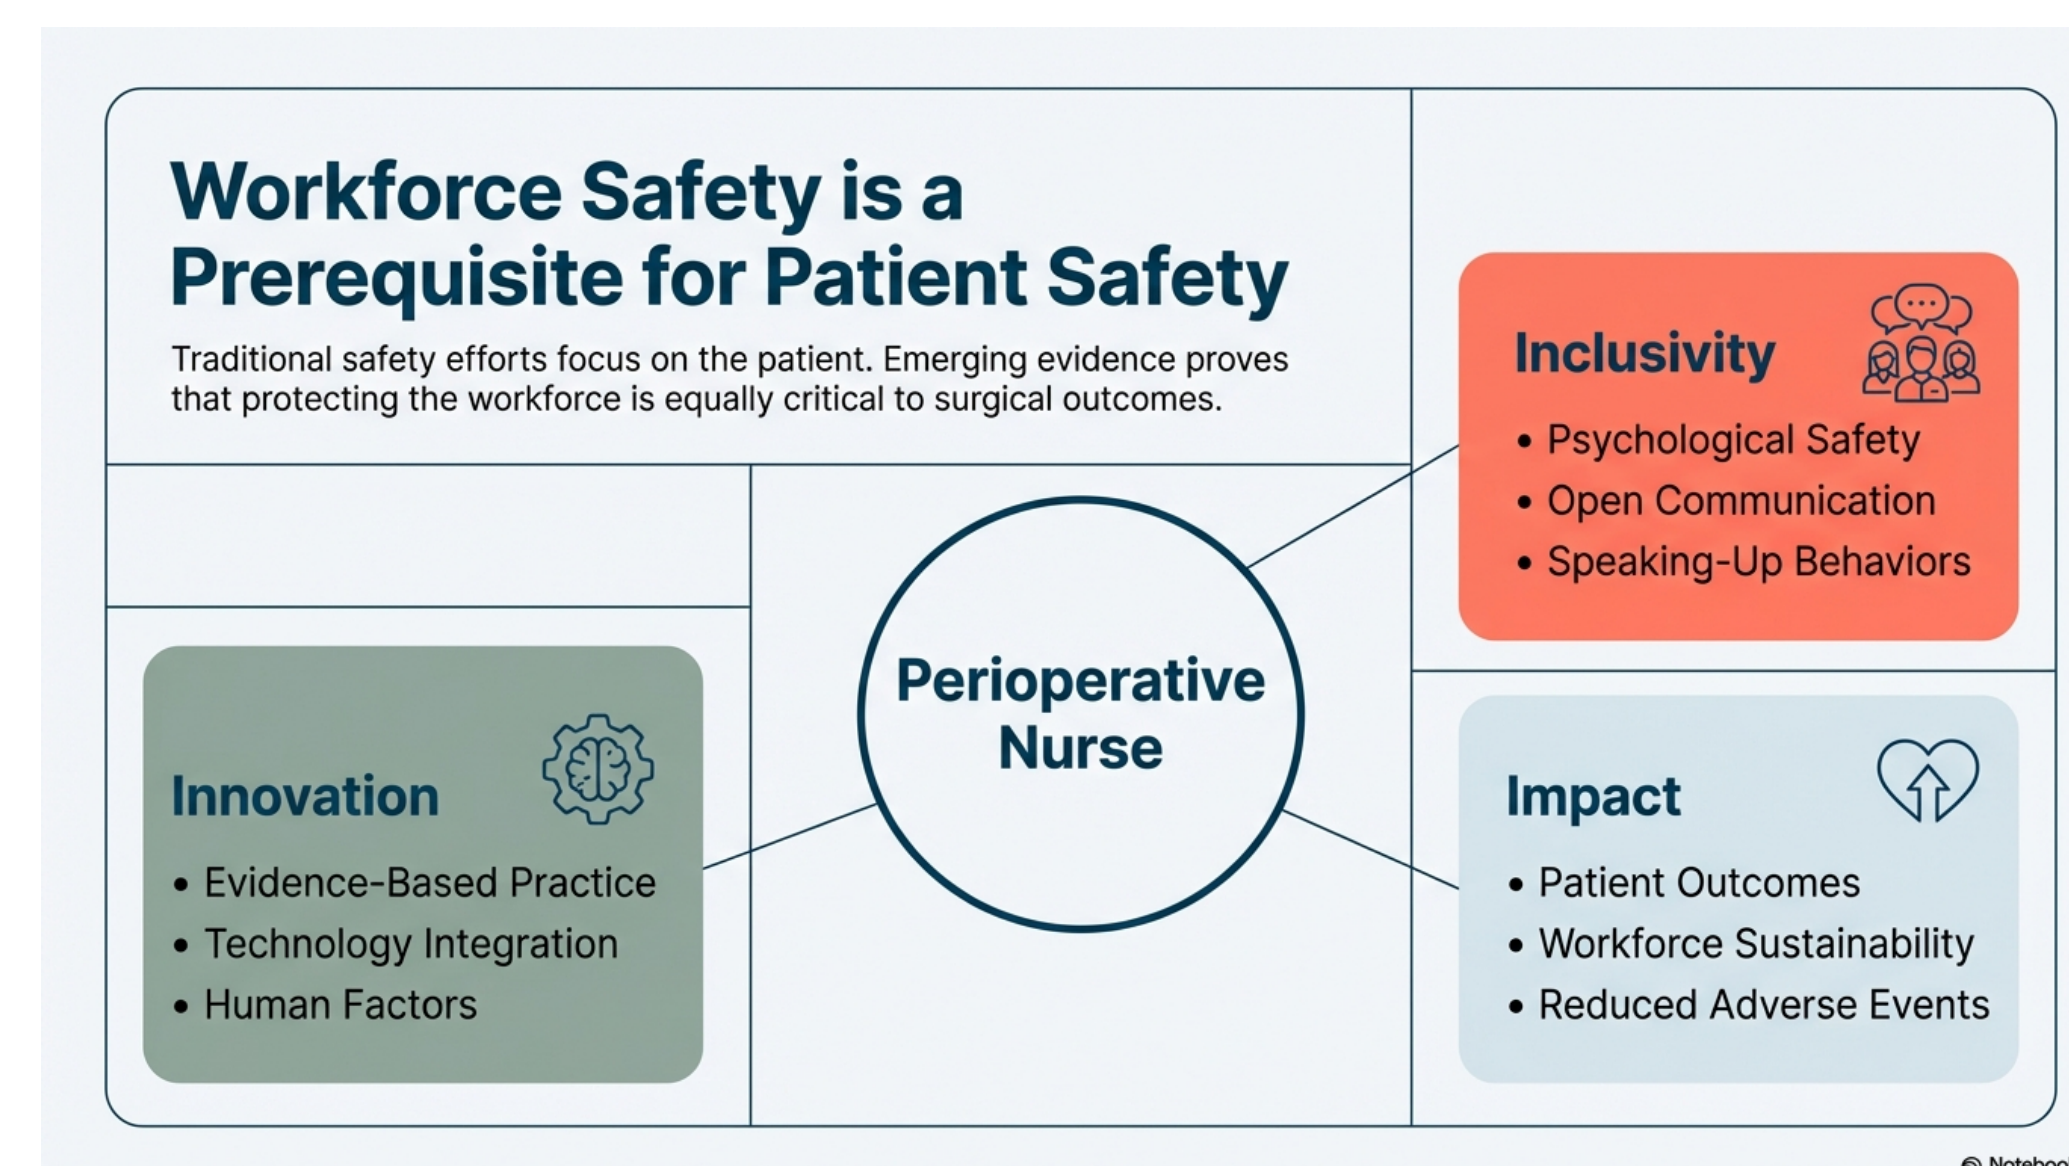 Workforce Safety is a
Prerequisite for Patient Safety
Traditional safety efforts focus on the patient. Emerging evidence proves
that protecting the workforce is equally critical to surgical outcomes.
Inclusivity
• Psychological Safety
• Open Communication
• Speaking-Up Behaviors
Perioperative
Nurse
Innovation
• Evidence-Based Practice
• Technology Integration
• Human Factors
Impact
• Patient Outcomes
• Workforce Sustainability
• Reduced Adverse Events